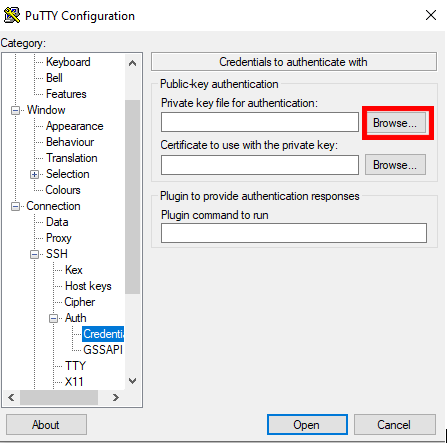 PuTTY Configuration
Category:
Keyboard
Bell
Features
Window
Appearance
Behaviour
Translation
Selection
Colours
Connection
Data
Proxy
SSH
Kex
Host keys
Cipher
Auth
Credentia
GSSAPI
TTY
X11
Credentials to authenticate with
Public-key authentication
Private key file for authentication:
Browse...
Certificate to use with the private key:
Browse...
Plugin to provide authentication responses
Plugin command to run
About
Open
Cancel